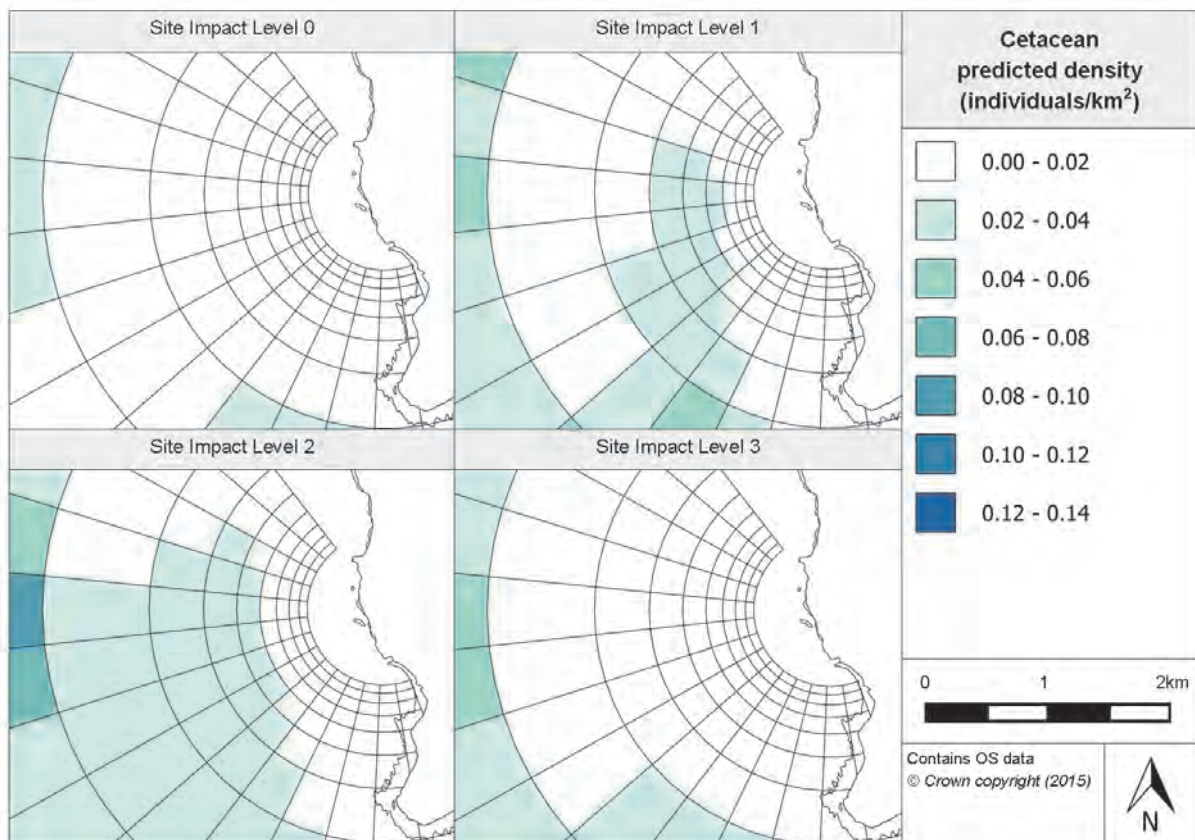 Site Impact Level 0
Site Impact Level 1
Site Impact Level 2
Site Impact Level 3
Cetacean
predicted density
(individuals/km²)
0.00 - 0.02
0.02 - 0.04
0.04 - 0.06
0.06 - 0.08
0.08 - 0.10
0.10 - 0.12
0.12 - 0.14
0 1 2km
Contains OS data
© Crown copyright (2015)
N